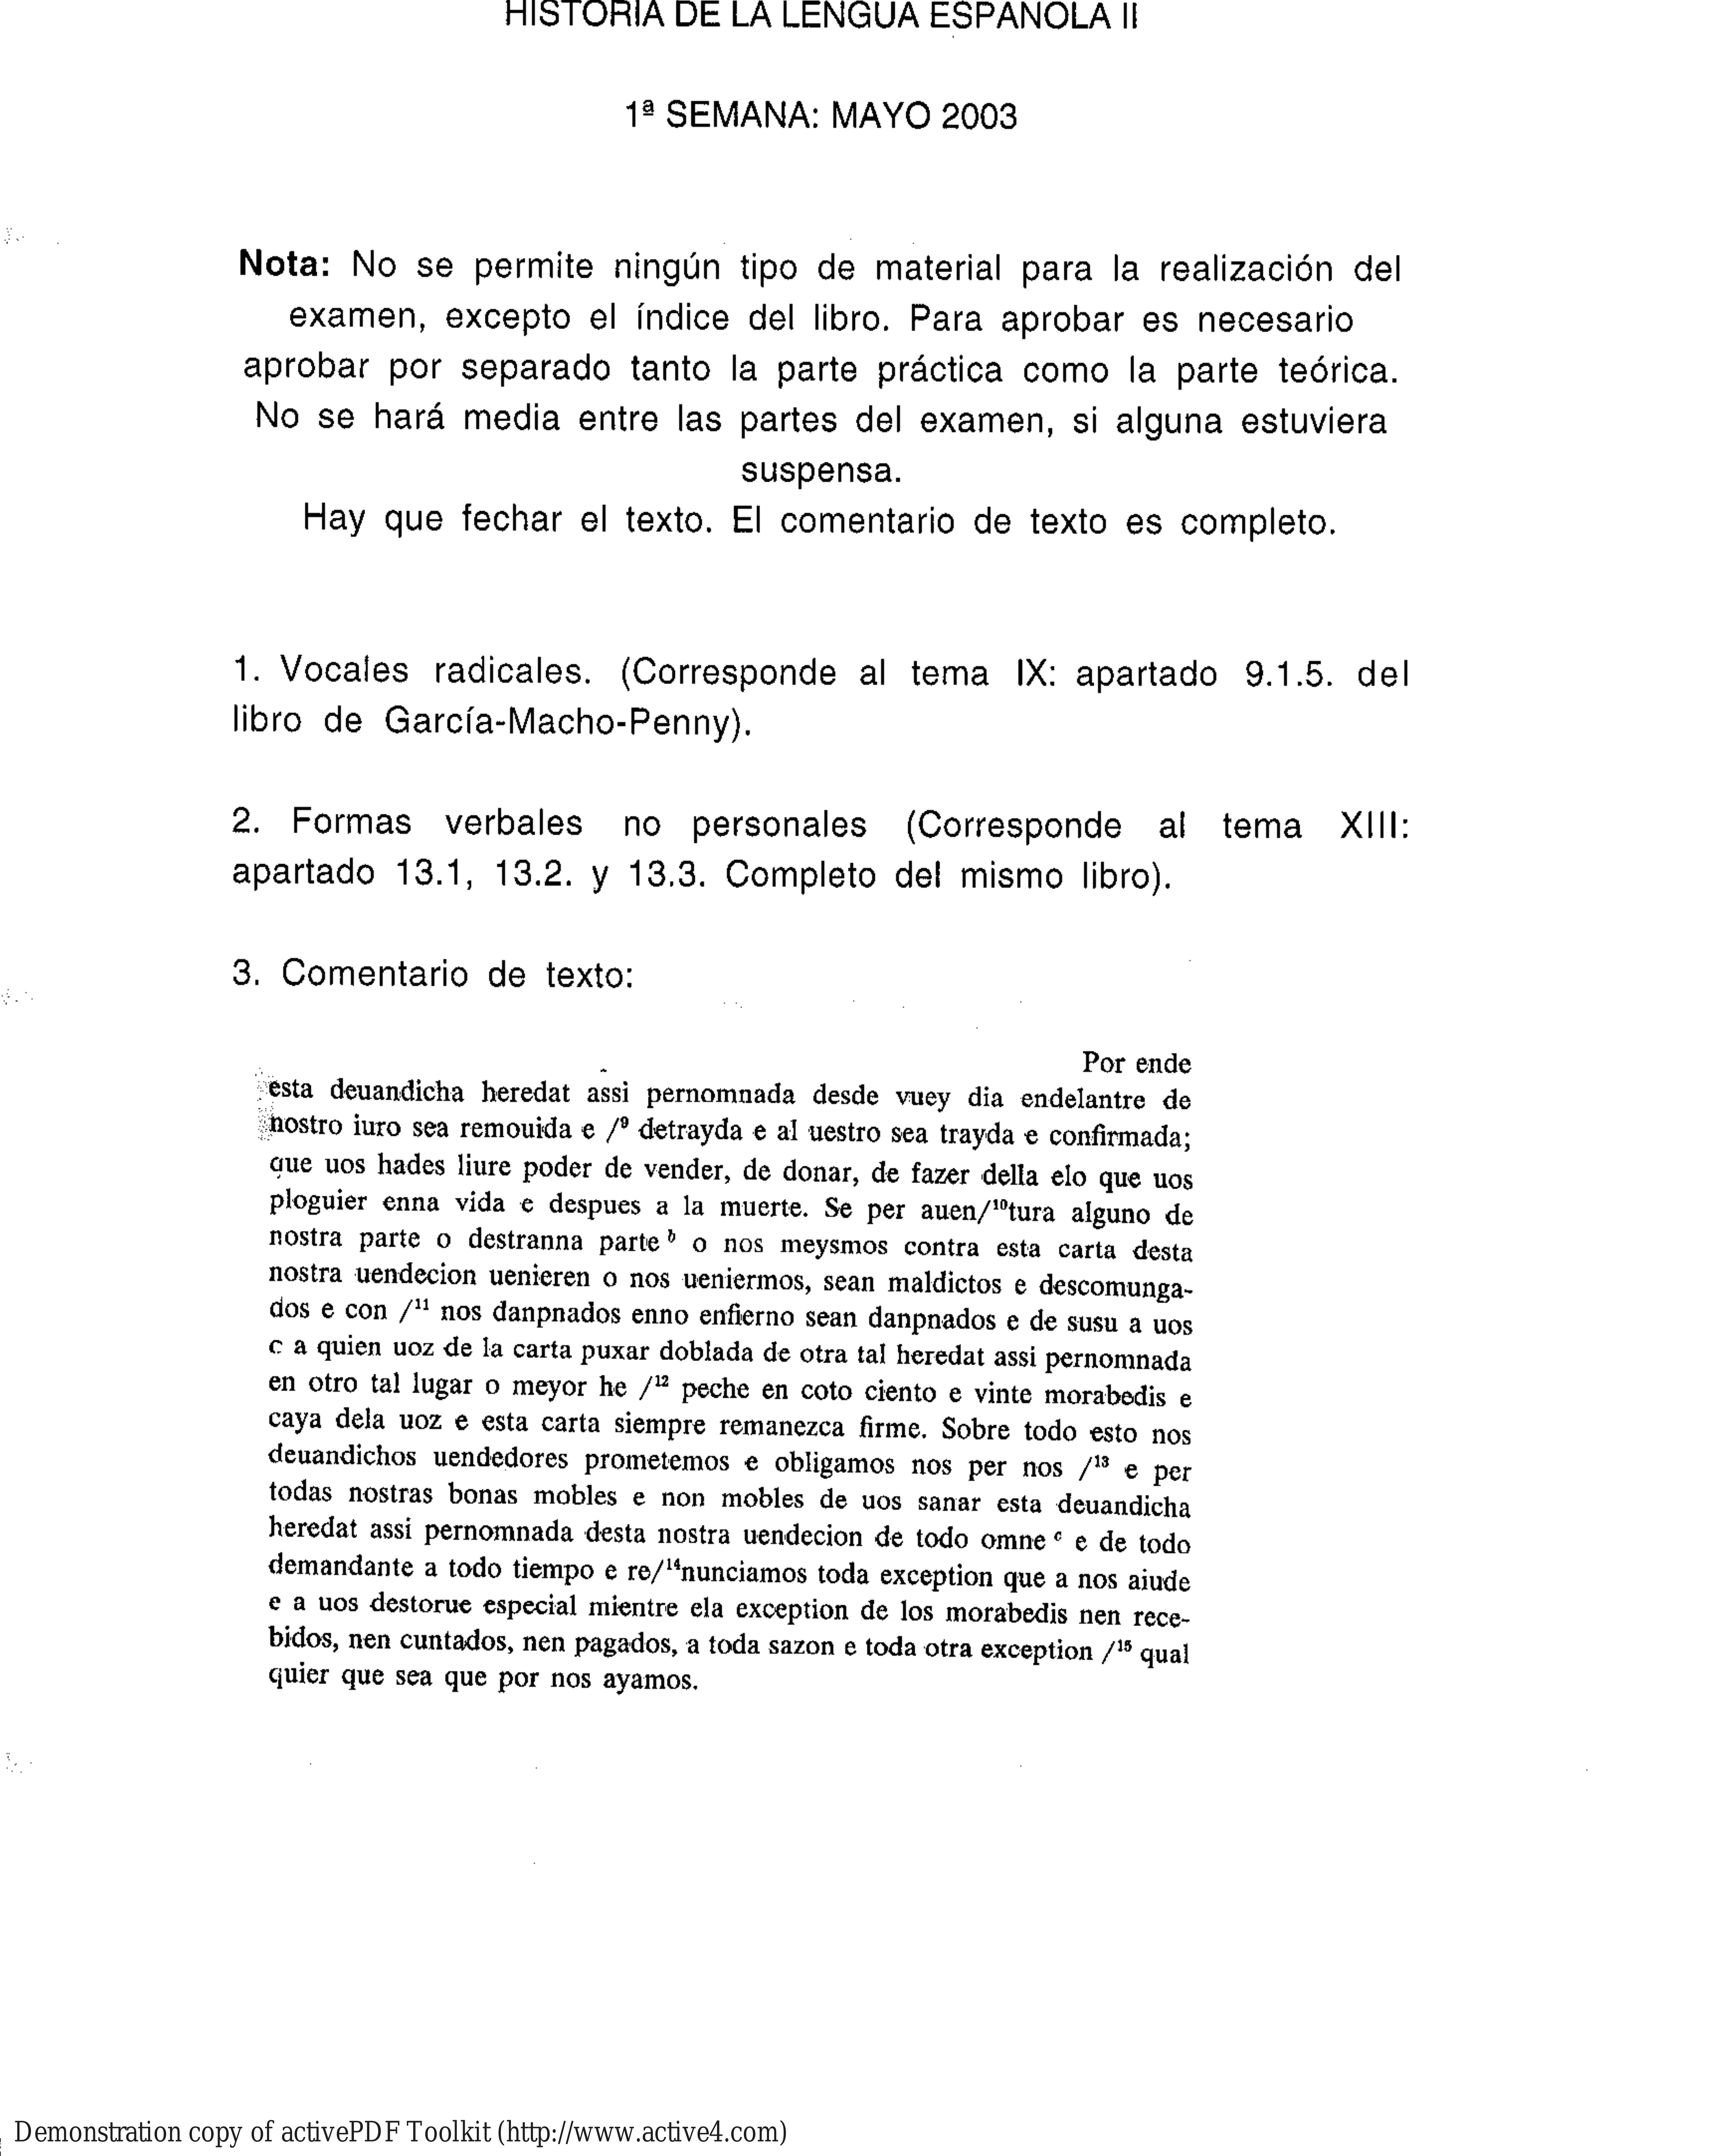 HISTORIA DE LA LENGUA ESPAÑOLA II
1ª SEMANA: MAYO 2003
Nota: No se permite ningún tipo de material para la realización del
examen, excepto el índice del libro. Para aprobar es necesario
aprobar por separado tanto la parte práctica como la parte teórica.
No se hará media entre las partes del examen, si alguna estuviera
suspensa.
Hay que fechar el texto. El comentario de texto es completo.
1. Vocales radicales. (Corresponde al tema IX: apartado 9.1.5. del
libro de García-Macho-Penny).
2. Formas verbales no personales (Corresponde al tema XIII:
apartado 13.1, 13.2. y 13.3. Completo del mismo libro).
3. Comentario de texto:
Por ende
esta deuandicha heredat assi pernomnada desde vuey dia endelantre de
nostro iuro sea remouida e /⁹ detrayda e al uestro sea trayda e confirmada;
que uos hades liure poder de vender, de donar, de fazer della elo que uos
ploguier enna vida e despues a la muerte. Se per auen/¹⁰tura alguno de
nostra parte o destranna parte ᵇ o nos meysmos contra esta carta desta
nostra uendecion uenieren o nos ueniermos, sean maldictos e descomunga-
dos e con /¹¹ nos danpnados enno enfierno sean danpnados e de susu a uos
e a quien uoz de la carta puxar doblada de otra tal heredat assi pernomnada
en otro tal lugar o meyor he /¹² peche en coto ciento e vinte morabedis e
caya dela uoz e esta carta siempre remanezca firme. Sobre todo esto nos
deuandichos uendedores prometemos e obligamos nos per nos /¹³ e per
todas nostras bonas mobles e non mobles de uos sanar esta deuandicha
heredat assi pernomnada desta nostra uendecion de todo omne ᶜ e de todo
demandante a todo tiempo e re/¹⁴nunciamos toda exception que a nos aiude
e a uos destorue especial mientre ela exception de los morabedis nen rece-
bidos, nen cuntados, nen pagados, a toda sazon e toda otra exception /¹⁵ qual
quier que sea que por nos ayamos.
Demonstration copy of activePDF Toolkit (http://www.active4.com)